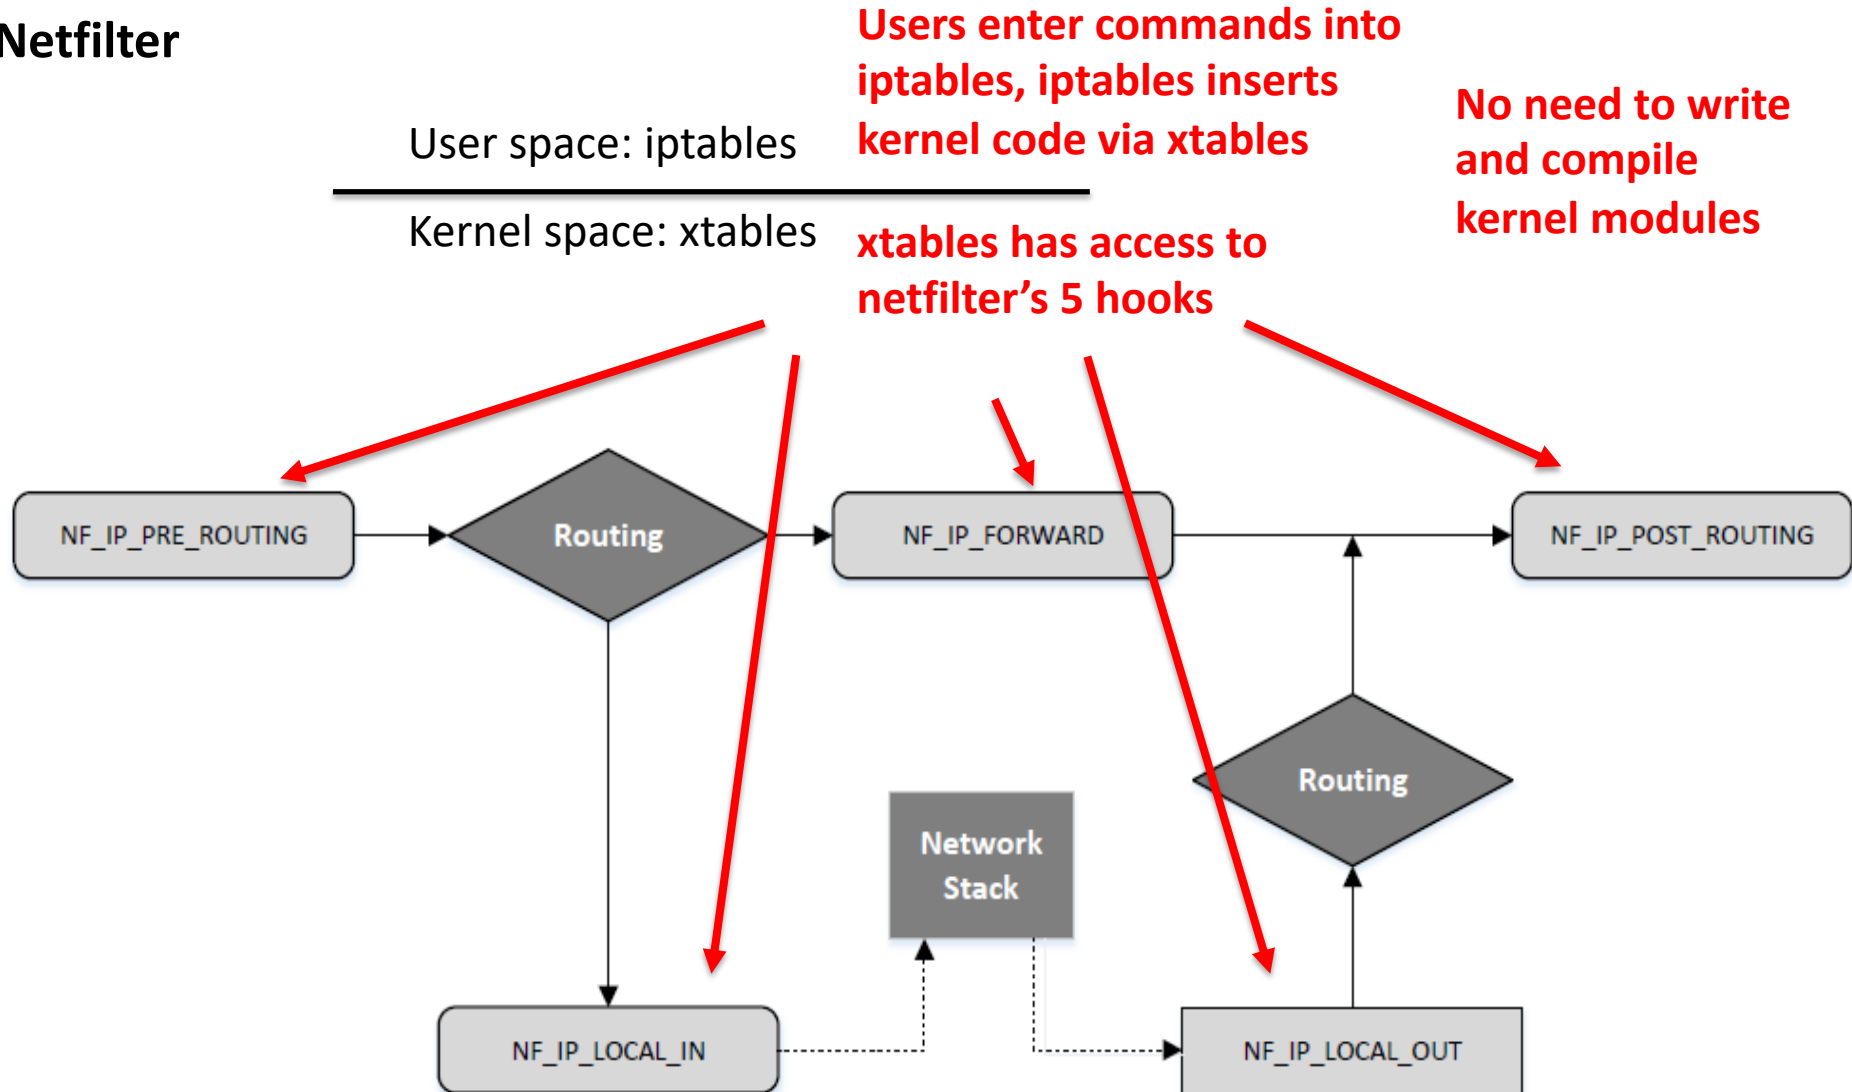 Netfilter
Users enter commands into
iptables, iptables inserts
kernel code via xtables
No need to write
and compile
kernel modules
User space: iptables
Kernel space: xtables
xtables has access to
netfilter’s 5 hooks
NF_IP_PRE_ROUTING
Routing
NF_IP_FORWARD
NF_IP_POST_ROUTING
Routing
Network
Stack
NF_IP_LOCAL_IN
NF_IP_LOCAL_OUT